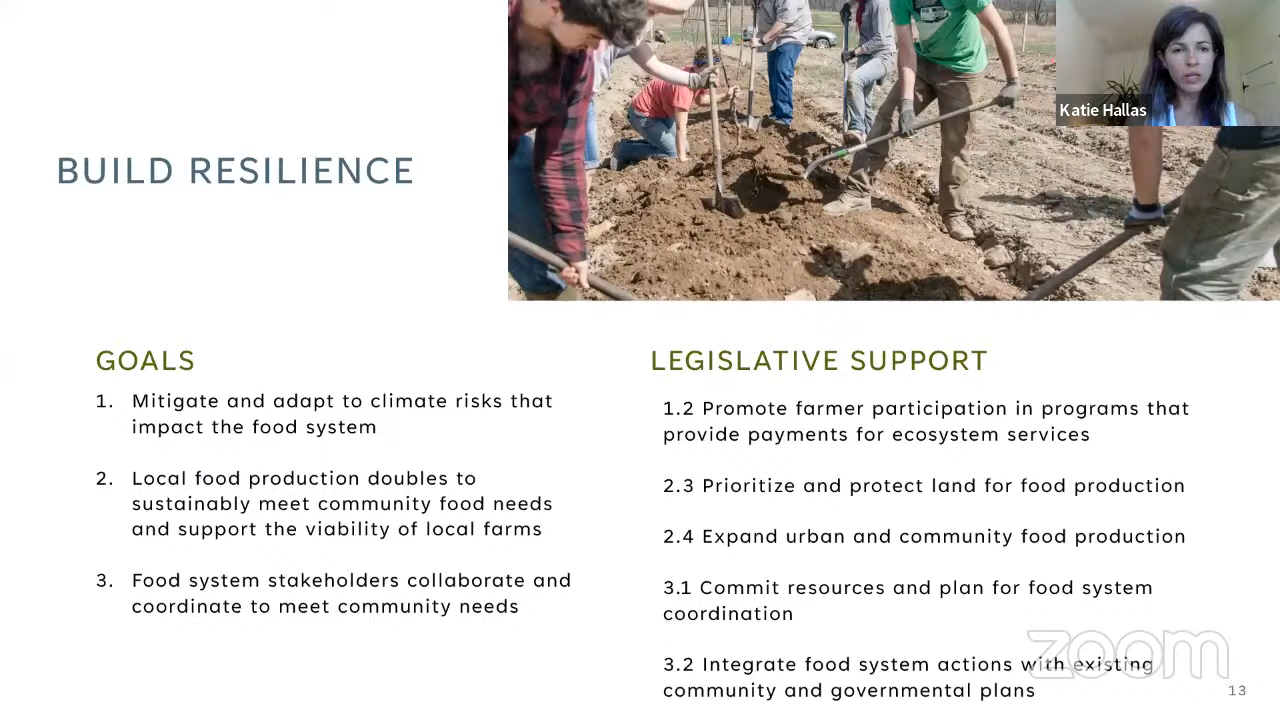 Katie Hallas
BUILD RESILIENCE
GOALS
1. Mitigate and adapt to climate risks that
impact the food system
2. Local food production doubles to
sustainably meet community food needs
and support the viability of local farms
3. Food system stakeholders collaborate and
coordinate to meet community needs
LEGISLATIVE SUPPORT
1.2 Promote farmer participation in programs that
provide payments for ecosystem services
2.3 Prioritize and protect land for food production
2.4 Expand urban and community food production
3.1 Commit resources and plan for food system
coordination
3.2 Integrate food system actions with existing
community and governmental plans
zoom
13